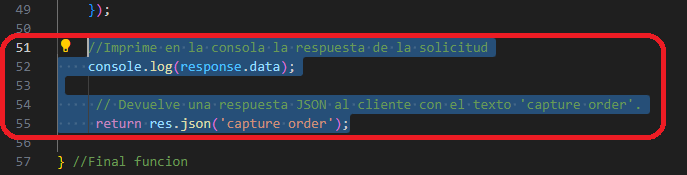 49 });
50
51 //Imprime en la consola la respuesta de la solicitud
52 console.log(response.data);
53
54 // Devuelve una respuesta JSON al cliente con el texto 'capture order'.
55 return res.json('capture order');
56
57 } //Final funcion